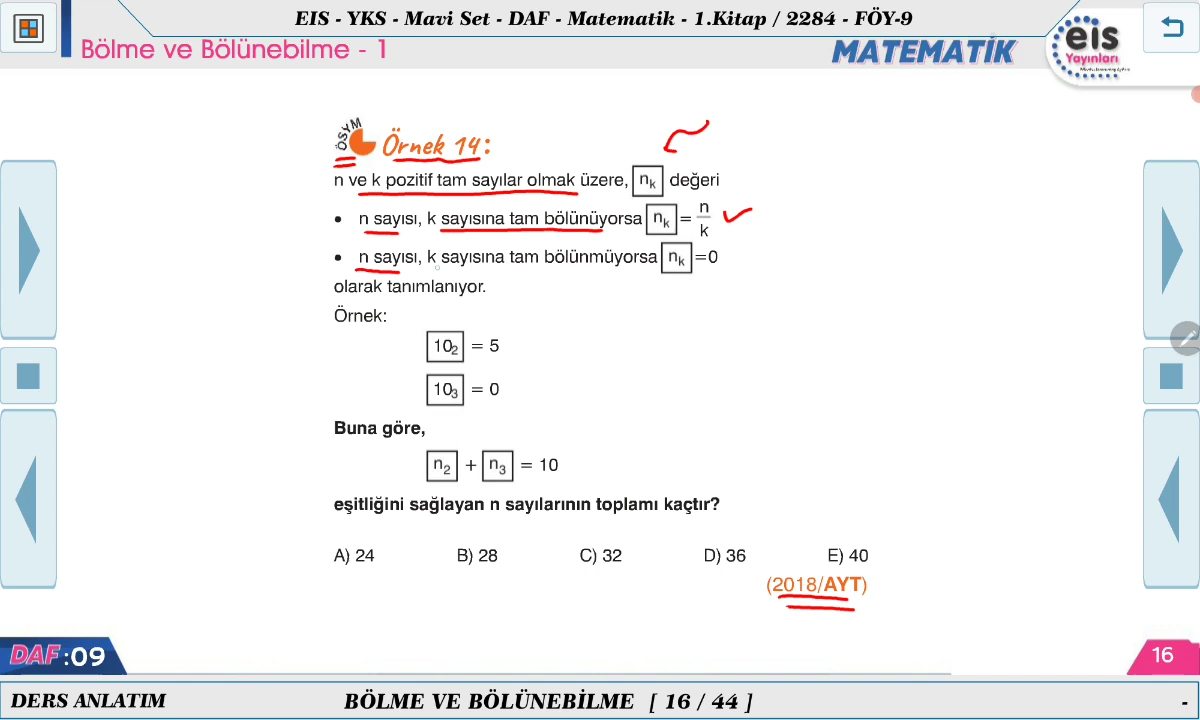 EIS - YKS - Mavi Set - DAF - Matematik - 1.Kitap / 2284 - FÖY-9
Bölme ve Bölünebilme - 1
MATEMATİK
eis
Yayınları
ÖSYM
Örnek 14:
n ve k pozitif tam sayılar olmak üzere, nₖ değeri
• n sayısı, k sayısına tam bölünüyorsa nₖ = n/k
• n sayısı, k sayısına tam bölünmüyorsa nₖ =0
olarak tanımlanıyor.
Örnek:
10₂ = 5
10₃ = 0
Buna göre,
n₂ + n₃ = 10
eşitliğini sağlayan n sayılarının toplamı kaçtır?
A) 24 B) 28 C) 32 D) 36 E) 40
(2018/AYT)
DAF :09
16
DERS ANLATIM BÖLME VE BÖLÜNEBİLME [ 16 / 44 ] -